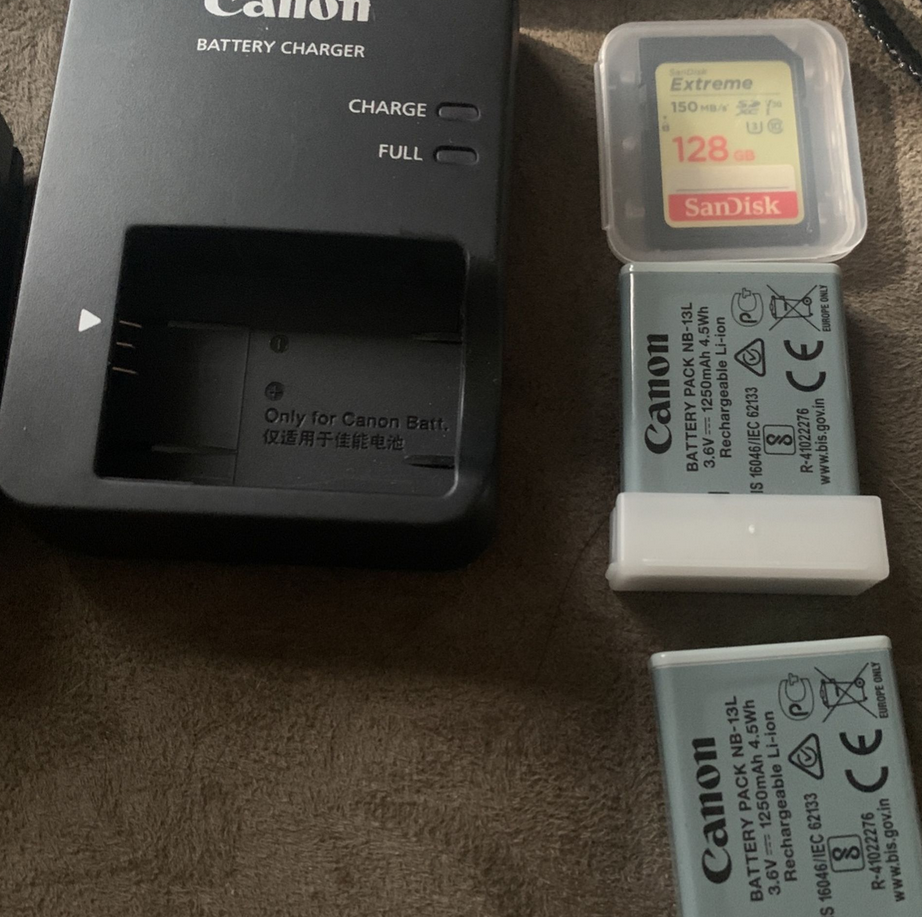 Canon
BATTERY CHARGER
CHARGE
FULL
Only for Canon Batt.
仅适用于佳能电池
SanDisk
Extreme
150 MB/s
U3
128 GB
SanDisk
Canon
BATTERY PACK NB-13L
3.6V 1250mAh 4.5Wh
Rechargeable Li-ion
IS 16046/IEC 62133
R-41022276
www.bis.gov.in
CE
EUROPE ONLY
Canon
BATTERY PACK NB-13L
3.6V 1250mAh 4.5Wh
Rechargeable Li-ion
S 16046/IEC 62133
R-41022276
www.bis.gov.in
CE
EUROPE ONLY